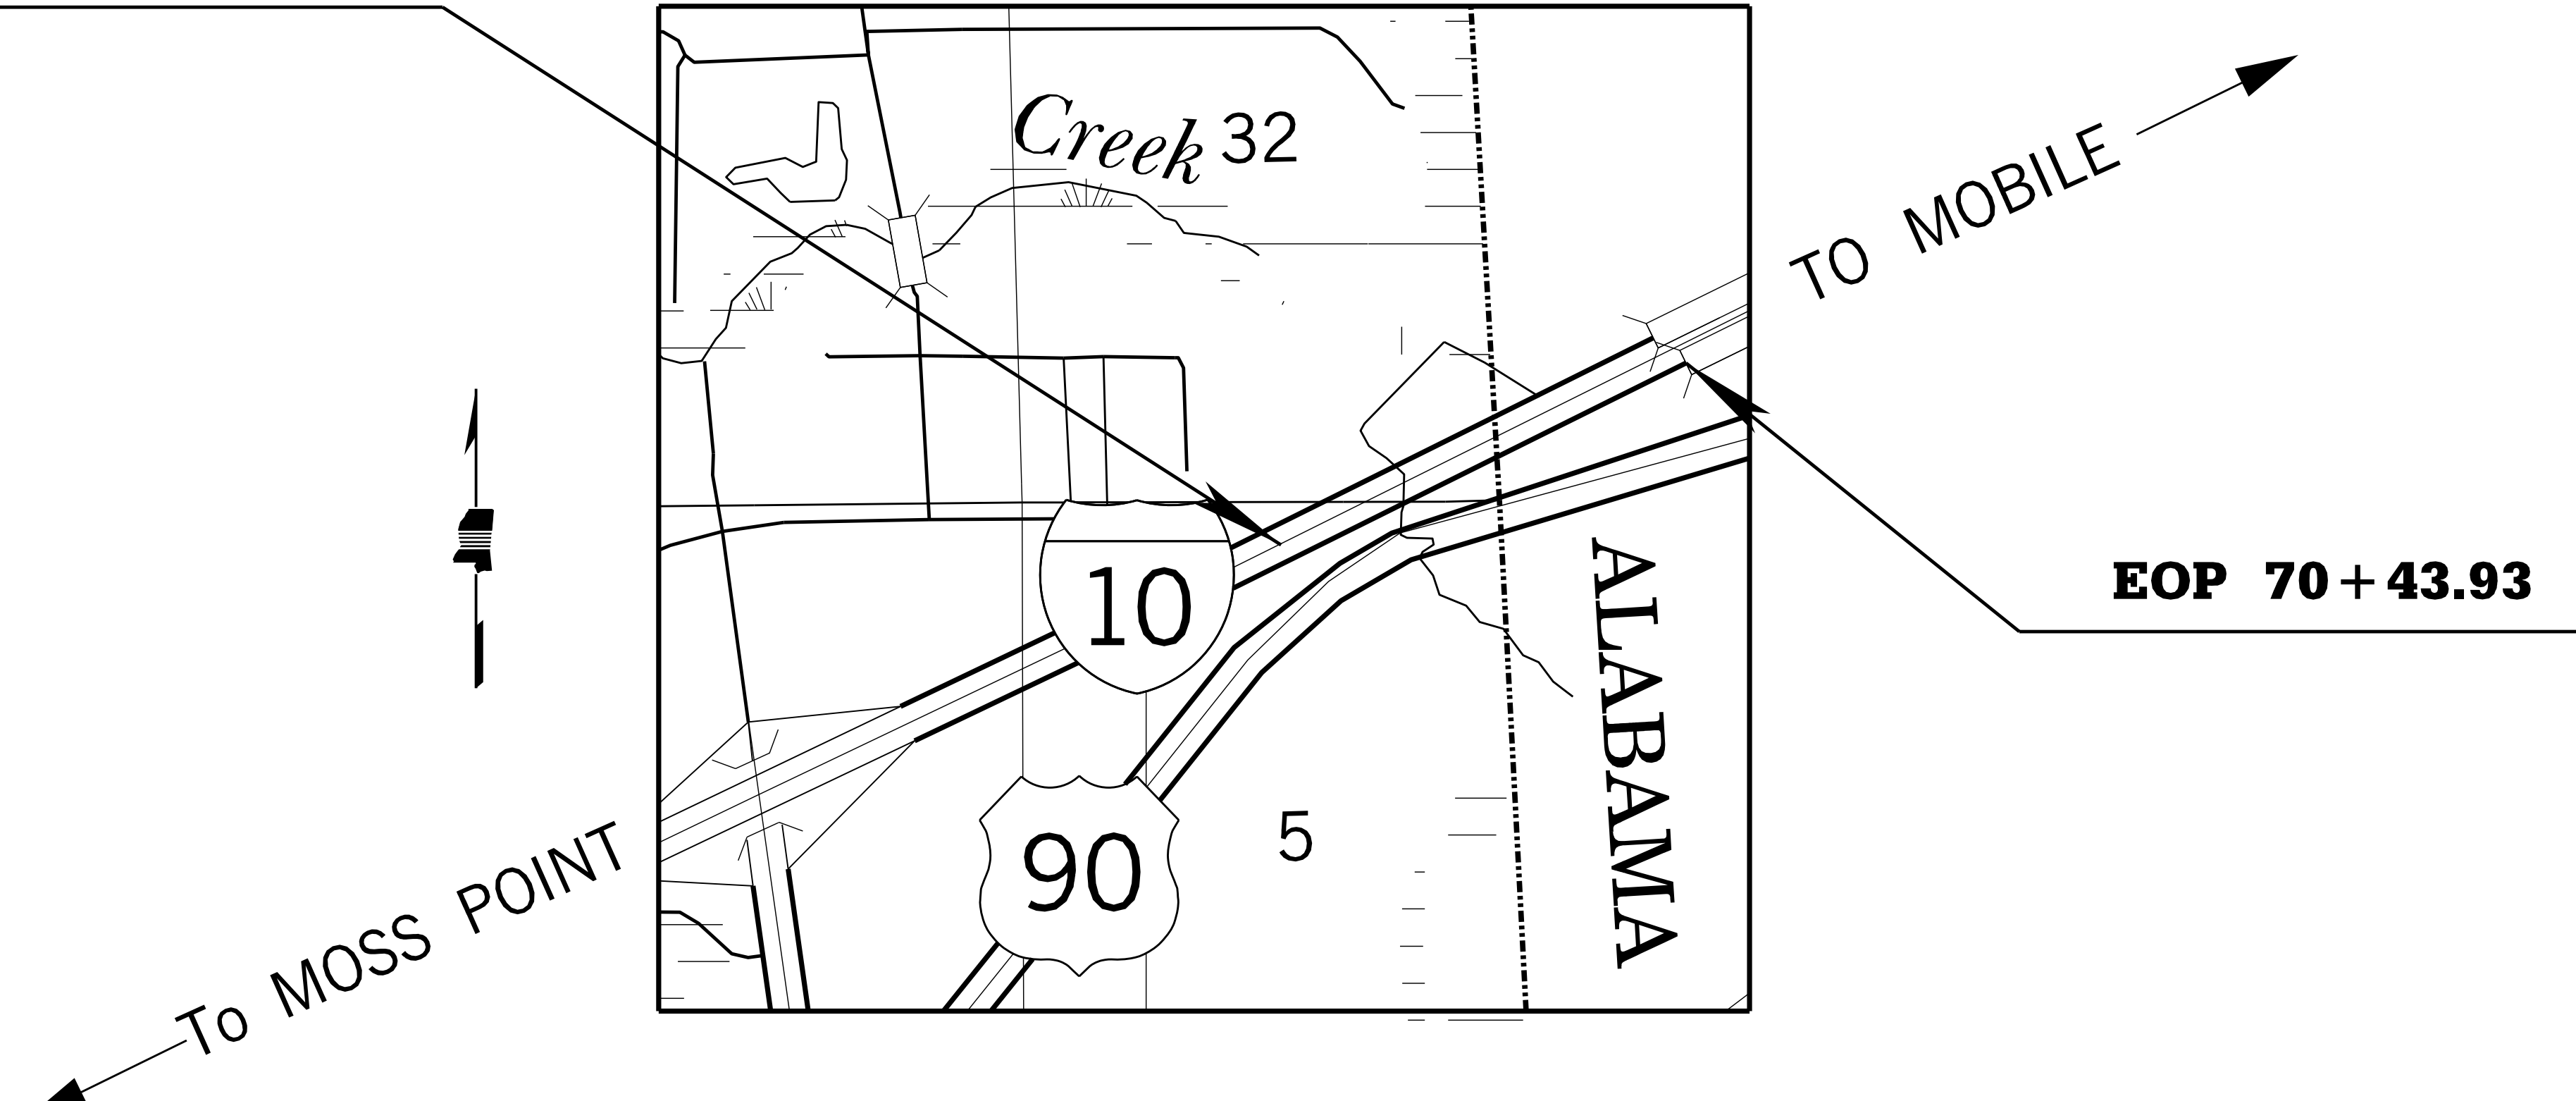 Creek
32
TO MOBILE
10
EOP 70+43.93
ALABAMA
90
5
To MOSS POINT